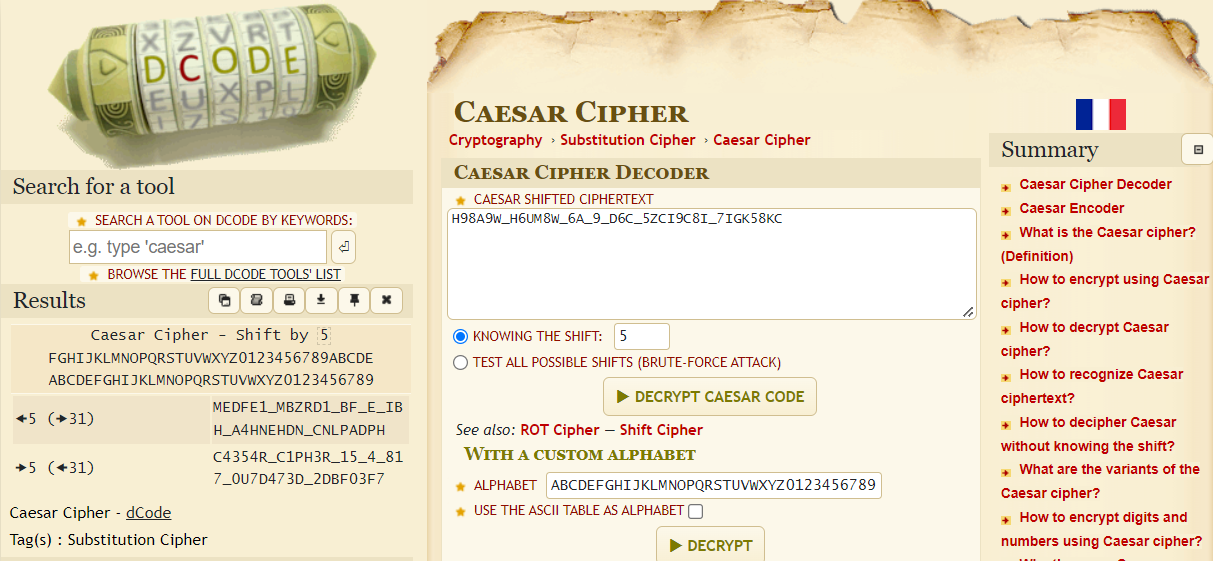 X Z V R T
D C O D E
E U X P L
Search for a tool
SEARCH A TOOL ON DCODE BY KEYWORDS:
e.g. type 'caesar'
BROWSE THE FULL DCODE TOOLS' LIST
Results
Caesar Cipher - Shift by 5
FGHIJKLMNOPQRSTUVWXYZ0123456789ABCDE
ABCDEFGHIJKLMNOPQRSTUVWXYZ0123456789
🠸5 (🠺31)
MEDFE1_MBZRD1_BF_E_IB
H_A4HNEHDN_CNLPADPH
🠺5 (🠸31)
C4354R_C1PH3R_15_4_81
7_0U7D473D_2DBF03F7
Caesar Cipher - dCode
Tag(s) : Substitution Cipher
CAESAR CIPHER
Cryptography › Substitution Cipher › Caesar Cipher
CAESAR CIPHER DECODER
CAESAR SHIFTED CIPHERTEXT
H98A9W_H6UM8W_6A_9_D6C_5ZCI9C8I_7IGK58KC
KNOWING THE SHIFT: 5
TEST ALL POSSIBLE SHIFTS (BRUTE-FORCE ATTACK)
► DECRYPT CAESAR CODE
See also: ROT Cipher — Shift Cipher
WITH A CUSTOM ALPHABET
ALPHABET ABCDEFGHIJKLMNOPQRSTUVWXYZ0123456789
USE THE ASCII TABLE AS ALPHABET
► DECRYPT
Summary
Caesar Cipher Decoder
Caesar Encoder
What is the Caesar cipher?
(Definition)
How to encrypt using Caesar
cipher?
How to decrypt Caesar
cipher?
How to recognize Caesar
ciphertext?
How to decipher Caesar
without knowing the shift?
What are the variants of the
Caesar cipher?
How to encrypt digits and
numbers using Caesar cipher?